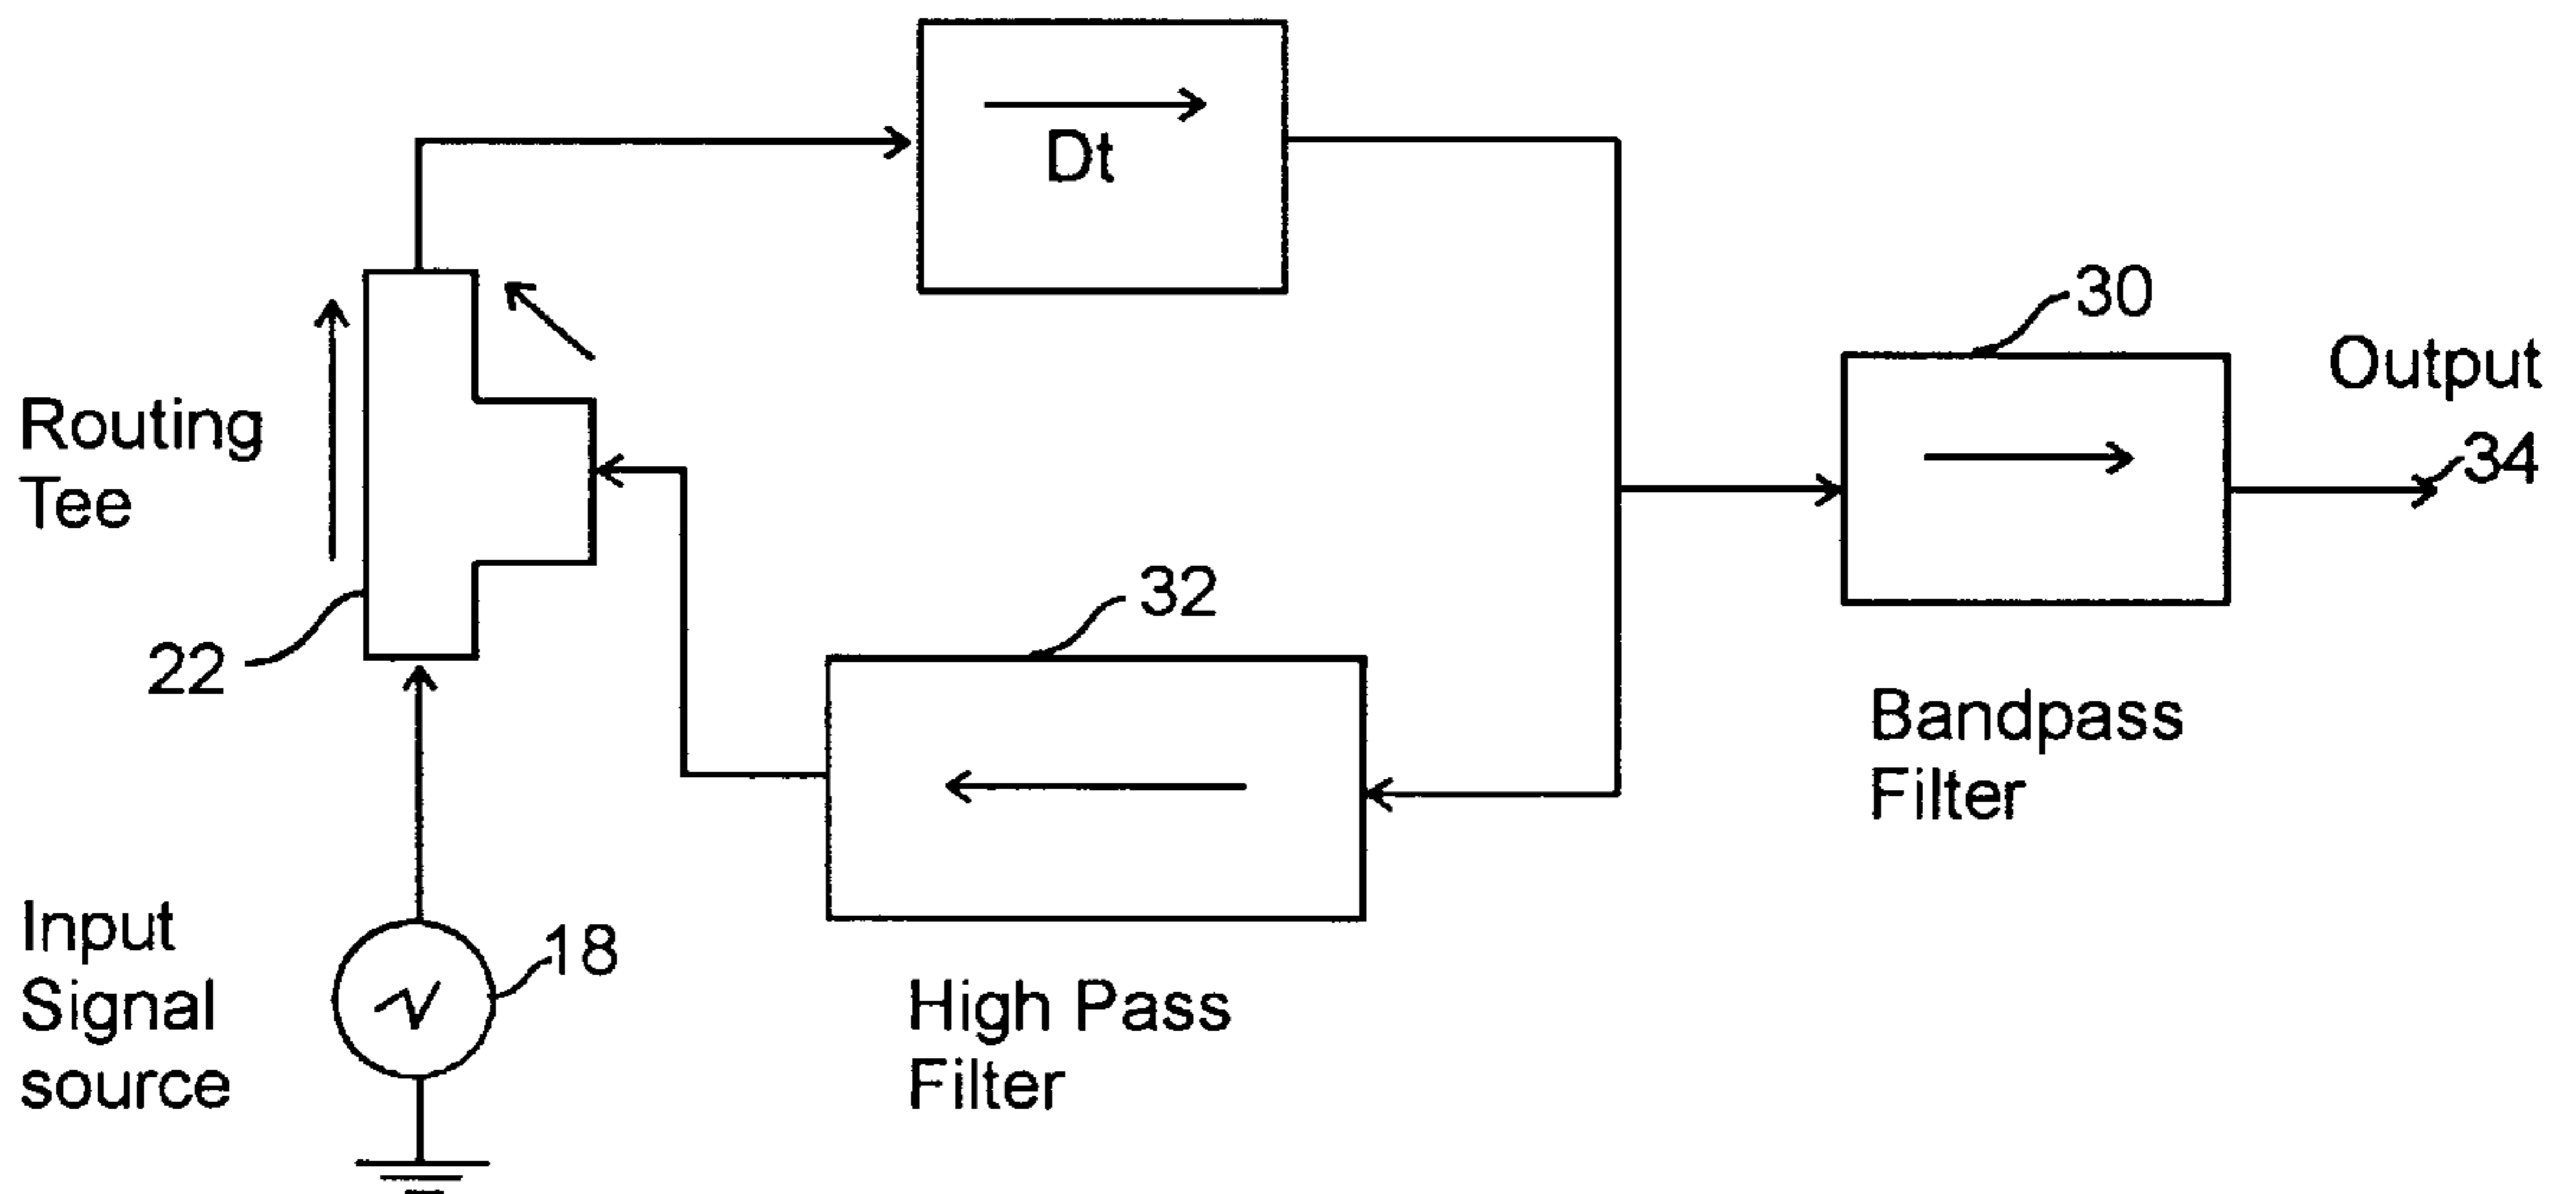 Dt
30
Output
34
Routing
Tee
32
22
Bandpass
Filter
Input
Signal
source
18
High Pass
Filter